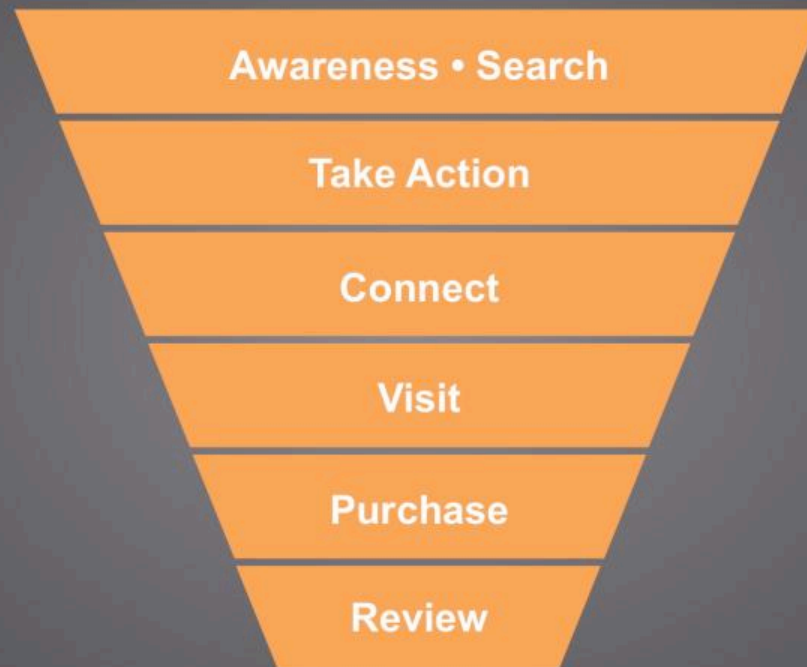 Awareness • Search
Take Action
Connect
Visit
Purchase
Review